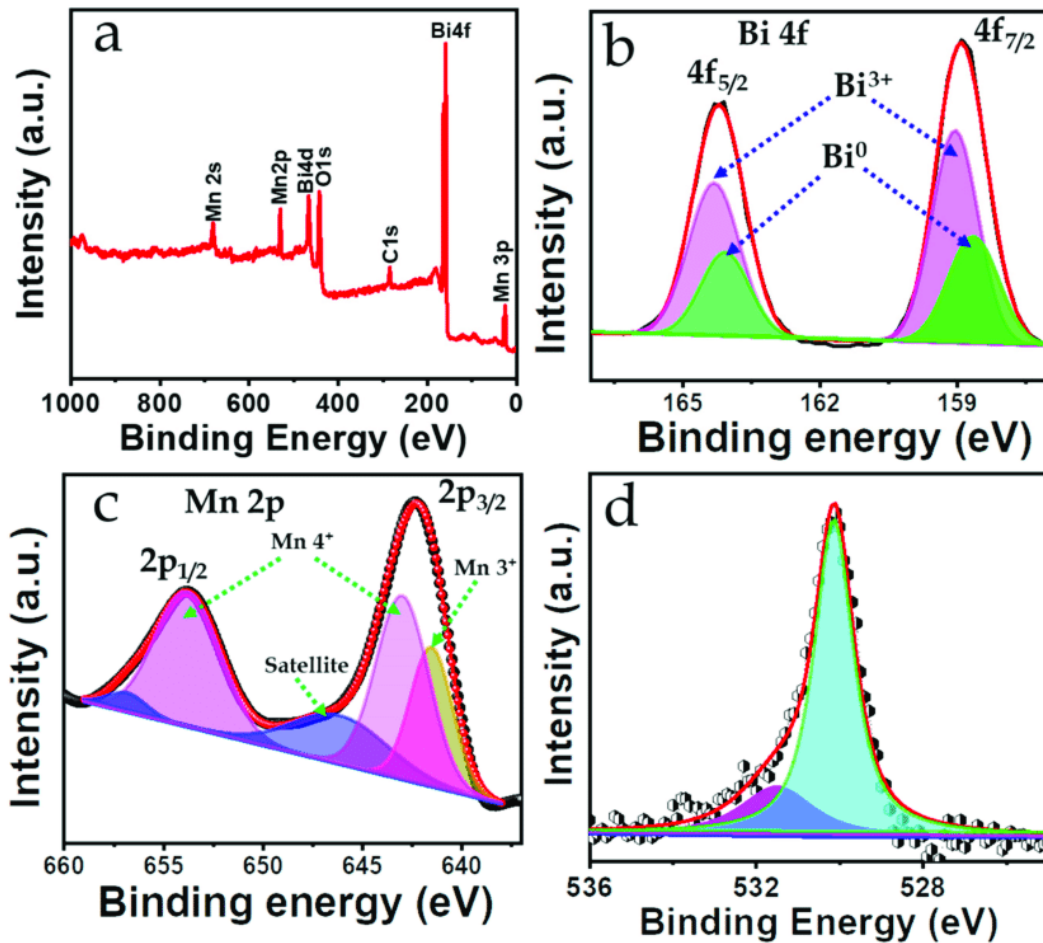 a
Intensity (a.u.)
Mn 2s
Mn2p
Bi4d
O1s
C1s
Bi4f
Mn 3p
1000 800 600 400 200 0
Binding Energy (eV)
b
Intensity (a.u.)
Bi 4f
4f5/2
4f7/2
Bi3+
Bi0
165 162 159
Binding energy (eV)
c
Intensity (a.u.)
Mn 2p
2p3/2
2p1/2
Mn 4+
Mn 3+
Satellite
660 655 650 645 640
Binding energy (eV)
d
Intensity (a.u.)
536 532 528
Binding Energy (eV)